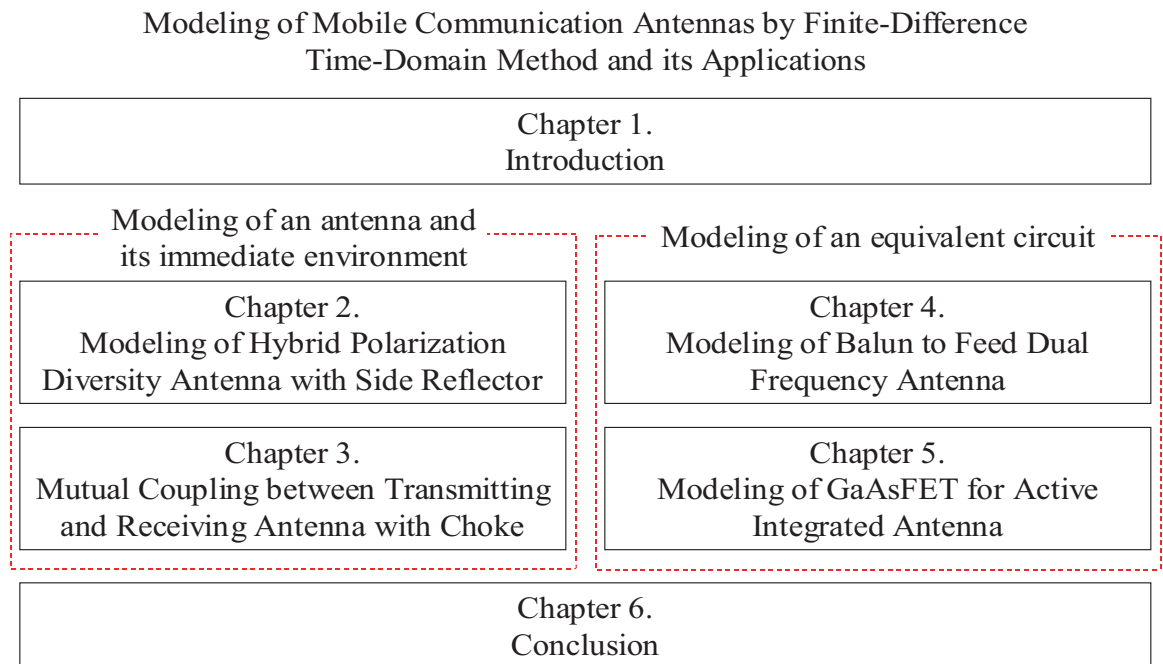 Modeling of Mobile Communication Antennas by Finite-Difference
Time-Domain Method and its Applications
Chapter 1.
Introduction
Modeling of an antenna and
its immediate environment
Chapter 2.
Modeling of Hybrid Polarization
Diversity Antenna with Side Reflector
Chapter 3.
Mutual Coupling between Transmitting
and Receiving Antenna with Choke
Modeling of an equivalent circuit
Chapter 4.
Modeling of Balun to Feed Dual
Frequency Antenna
Chapter 5.
Modeling of GaAsFET for Active
Integrated Antenna
Chapter 6.
Conclusion